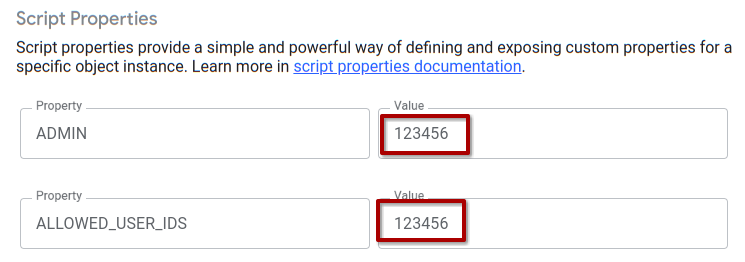 Script Properties
Script properties provide a simple and powerful way of defining and exposing custom properties for a
specific object instance. Learn more in script properties documentation.
Property
Value
ADMIN
123456
Property
Value
ALLOWED_USER_IDS
123456